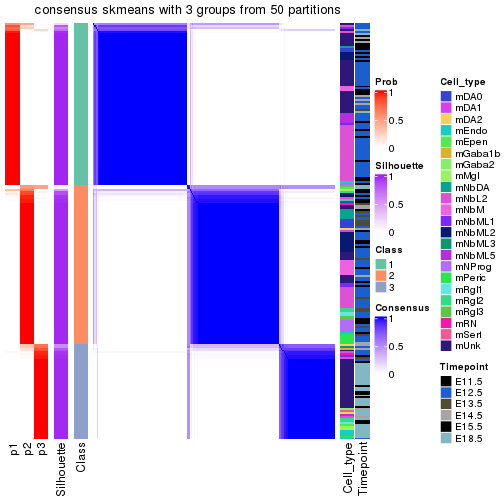 consensus skmeans with 3 groups from 50 partitions
Prob
1
0.5
0
Silhouette
1
0.5
0
Class
1
2
3
Consensus
1
0.5
0
Cell_type
mDA0
mDA1
mDA2
mEndo
mEpen
mGaba1b
mGaba2
mMgl
mNbDA
mNbL2
mNbM
mNbML1
mNbML2
mNbML3
mNbML5
mNProg
mPeric
mRgl1
mRgl2
mRgl3
mRN
mSert
mUnk
Timepoint
E11.5
E12.5
E13.5
E14.5
E15.5
E18.5
p1
p2
p3
Silhouette
Class
Cell_type
Timepoint